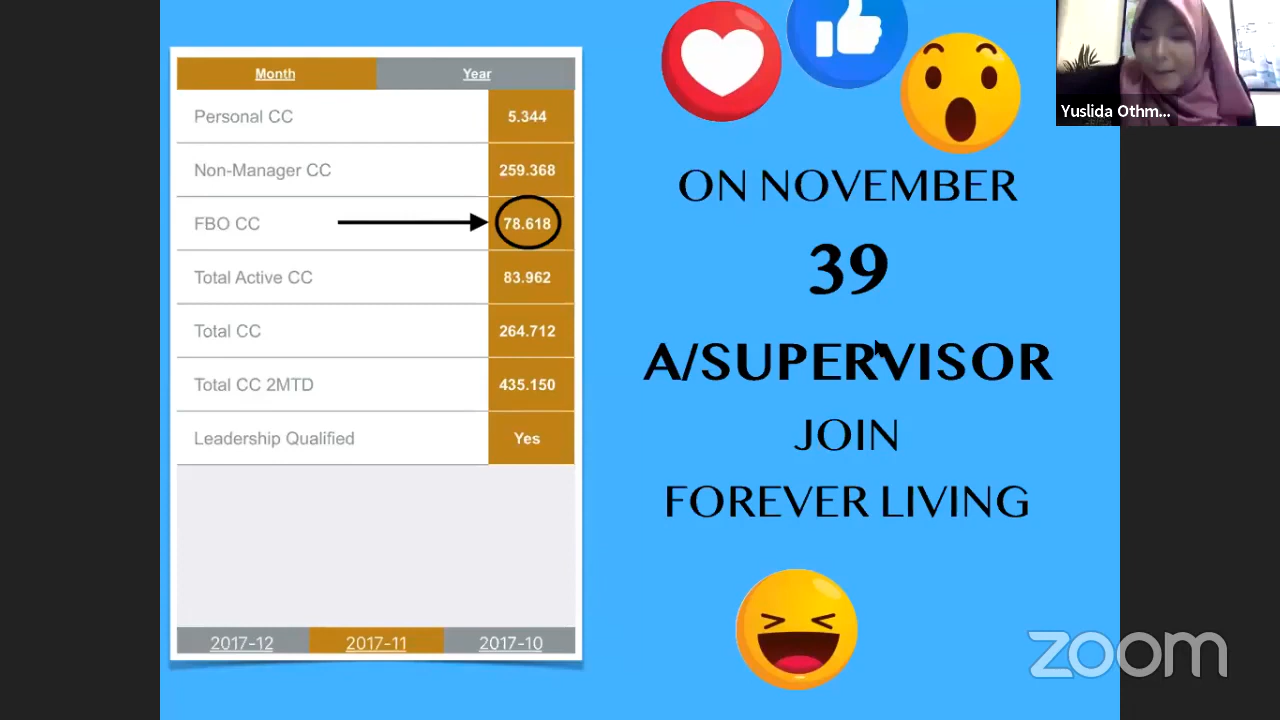 Month Year
Personal CC 5.344
Non-Manager CC 259.368
FBO CC 78.618
Total Active CC 83.962
Total CC 264.712
Total CC 2MTD 435.150
Leadership Qualified Yes
2017-12 2017-11 2017-10
ON NOVEMBER
39
A/SUPERVISOR
JOIN
FOREVER LIVING
Yuslida Othm...
zoom